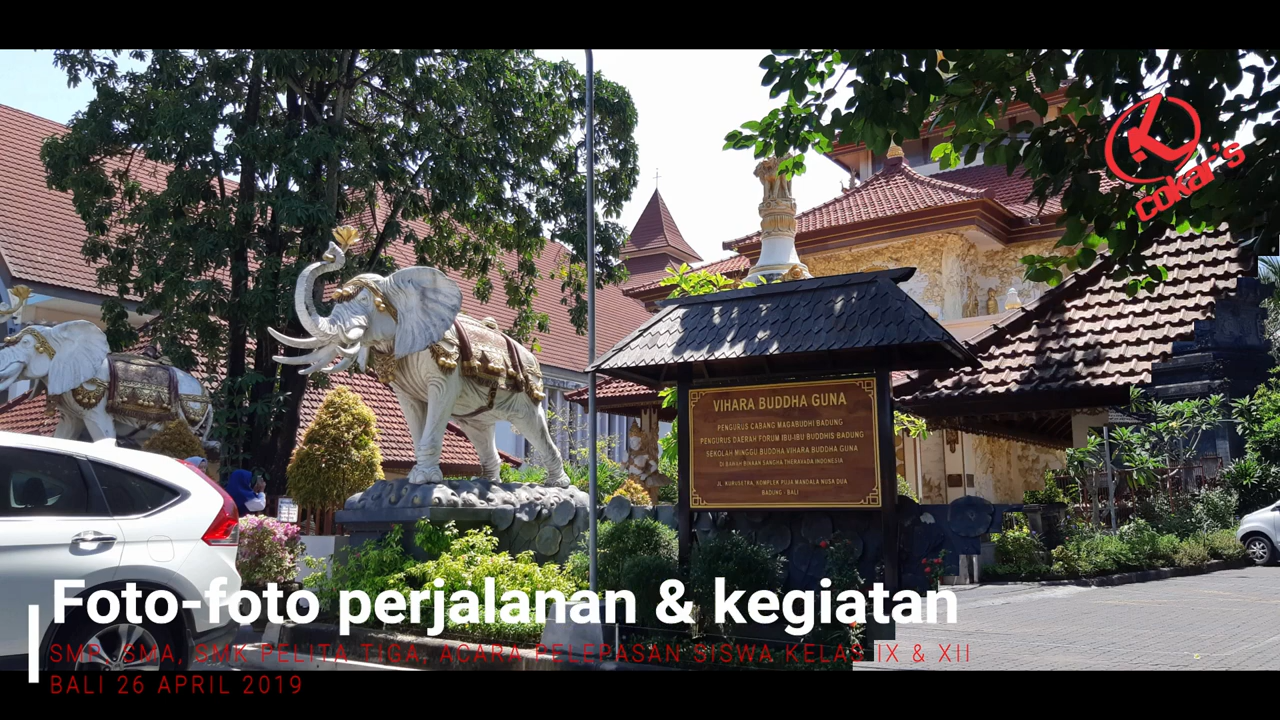 K
cokar's
VIHARA BUDDHA GUNA
PENGURUS CABANG MAGABUDHI BADUNG
PENGURUS DAERAH FORUM IBU-IBU BUDDHIS BADUNG
SEKOLAH MINGGU BUDDHA VIHARA BUDDHA GUNA
DI BAWAH BINAAN SANGHA THERAVADA INDONESIA
JL. KURUSETRA, KOMPLEK PUJA MANDALA NUSA DUA
BADUNG - BALI
Foto-foto perjalanan & kegiatan
SMP, SMA, SMK PELITA TIGA, ACARA PELEPASAN SISWA KELAS IX & XII
BALI 26 APRIL 2019